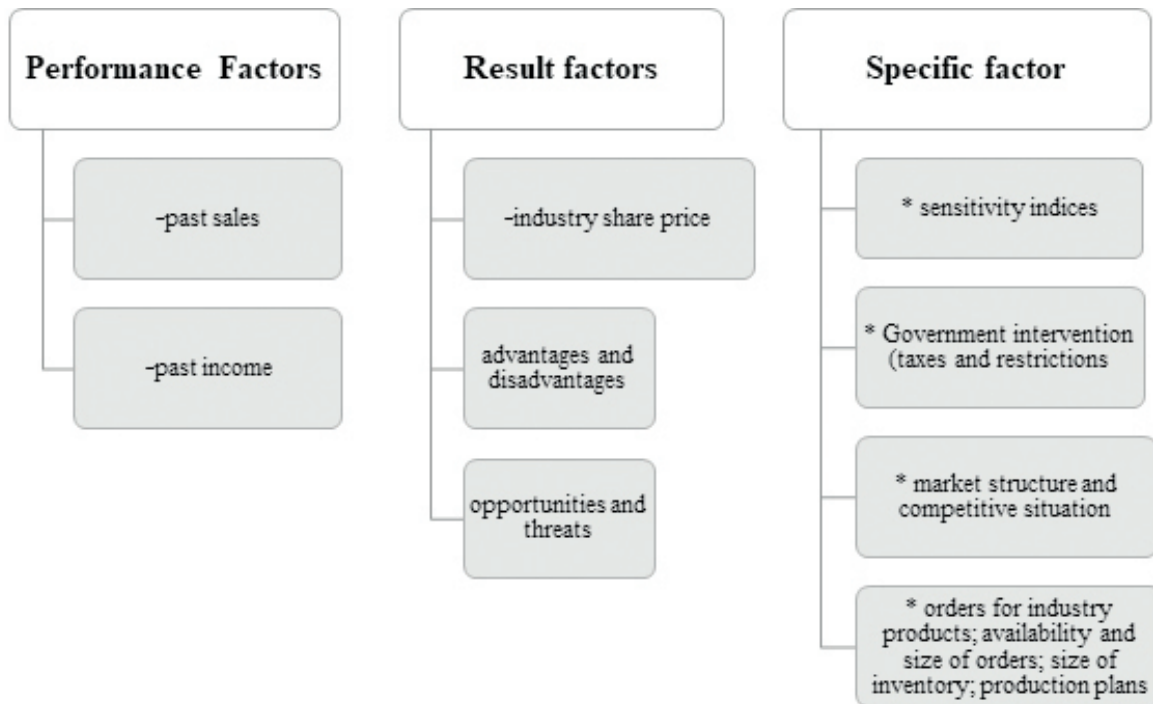 Performance Factors
-past sales
-past income
Result factors
-industry share price
advantages and
disadvantages
opportunities and
threats
Specific factor
* sensitivity indices
* Government intervention
(taxes and restrictions
* market structure and
competitive situation
* orders for industry
products; availability and
size of orders; size of
inventory; production plans